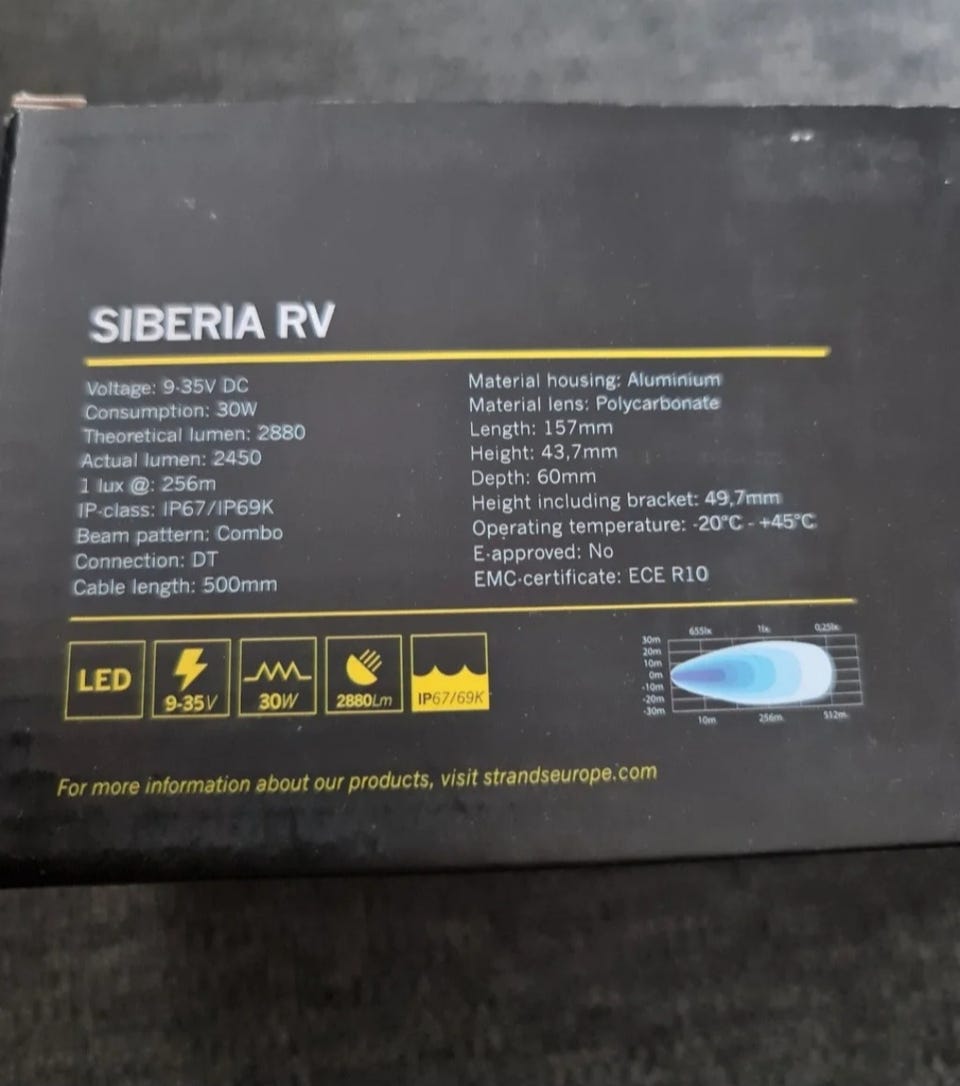 SIBERIA RV
Voltage: 9-35V DC
Consumption: 30W
Theoretical lumen: 2880
Actual lumen: 2450
1 lux @: 256m
IP-class: IP67/IP69K
Beam pattern: Combo
Connection: DT
Cable length: 500mm
Material housing: Aluminium
Material lens: Polycarbonate
Length: 157mm
Height: 43,7mm
Depth: 60mm
Height including bracket: 49,7mm
Operating temperature: -20°C - +45°C
E-approved: No
EMC-certificate: ECE R10
LED
9-35V
30W
2880Lm
IP67/69K
655lx 1lx 0,25lx
30m
20m
10m
0m
-10m
-20m
-30m
10m 256m 512m
For more information about our products, visit strandseurope.com